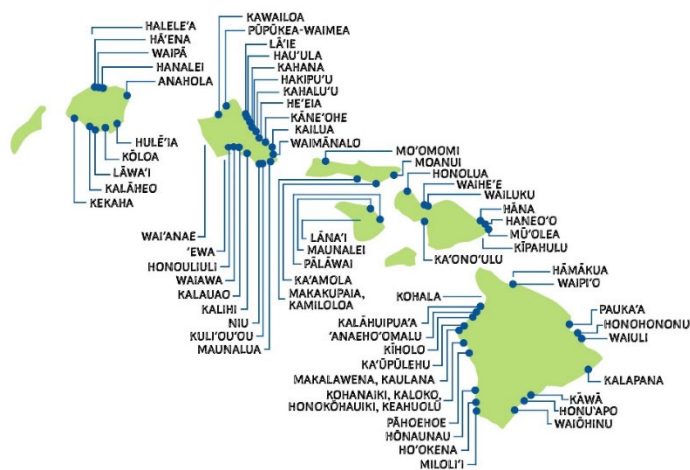 HALELE'A
HĀ'ENA
WAIPĀ
HANALEI
ANAHOLA
HULĒ'IA
KŌLOA
LĀWA'I
KALĀHEO
KEKAHA
KAWAILOA
PŪPŪKEA-WAIMEA
LĀ'IE
HAU'ULA
KAHANA
HAKIPU'U
KAHALU'U
HE'EIA
KĀNE'OHE
KAILUA
WAIMĀNALO
WAI'ANAE
'EWA
HONOULIULI
WAIAWA
KALAUAO
KALIHI
NIU
KULI'OU'OU
MAUNALUA
MO'OMOMI
MOANUI
HONOLUA
WAIHE'E
WAILUKU
HĀNA
HANEO'O
MŪ'OLEA
KĪPAHULU
KA'ONO'ULU
LĀNA'I
MAUNALEI
PĀLĀWAI
KA'AMOLA
MAKAKUPAIA,
KAMILOLOA
HĀMĀKUA
WAIPI'O
KOHALA
KALĀHUIPUA'A
'ANAEHO'OMALU
KĪHOLO
KA'ŪPŪLEHU
MAKALAWENA, KAULANA
KOHANAIKI, KALOKO,
HONOKŌHAUIKI, KEAHUOLŪ
PĀHOEHOE
HŌNAUNAU
HO'OKENA
MILOLI'I
PAUKA'A
HONOHONONU
WAIULI
KALAPANA
KĀWĀ
HONU'APO
WAIŌHINU